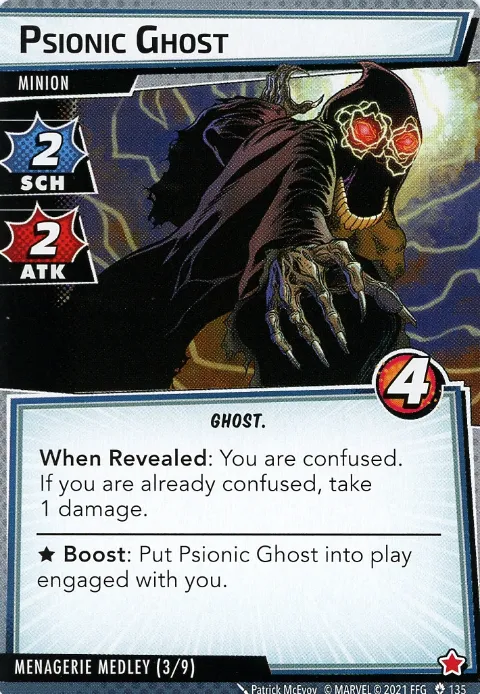 Psionic Ghost
MINION
2
SCH
2
ATK
4
GHOST.
When Revealed: You are confused.
If you are already confused, take
1 damage.
★ Boost: Put Psionic Ghost into play
engaged with you.
MENAGERIE MEDLEY (3/9)
Patrick McEvoy © MARVEL © 2021 FFG 135